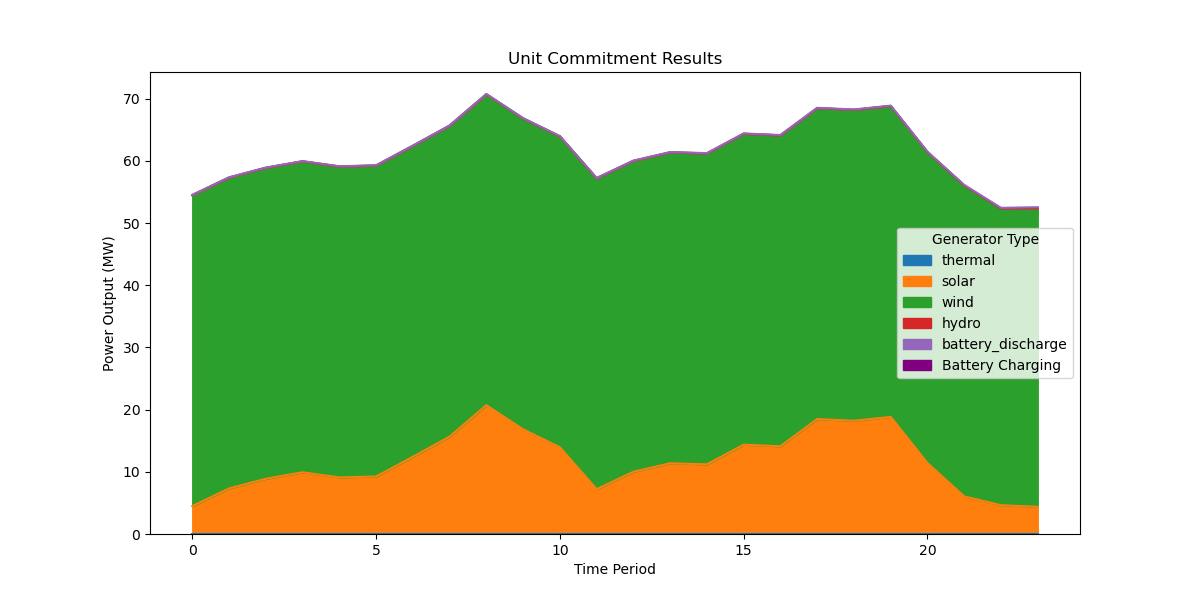 Unit Commitment Results
Power Output (MW)
70
60
50
40
30
20
10
0
Generator Type
thermal
solar
wind
hydro
battery_discharge
Battery Charging
0 5 10 15 20
Time Period